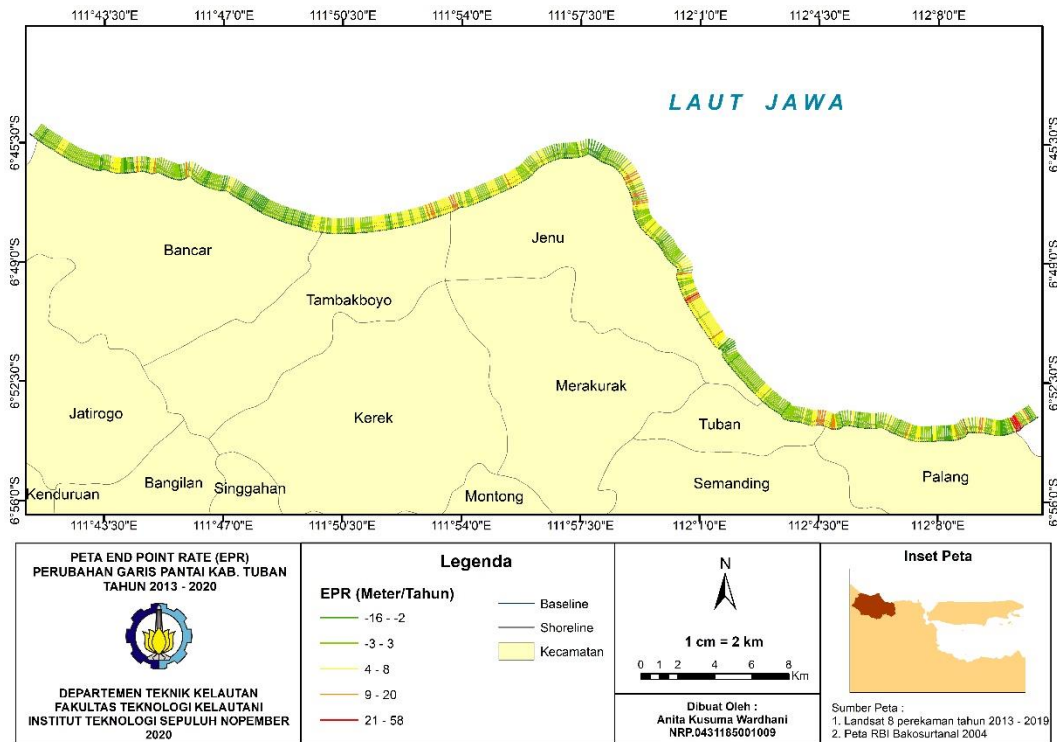 111°43'30"E 111°47'0"E 111°50'30"E 111°54'0"E 111°57'30"E 112°1'0"E 112°4'30"E 112°8'0"E
LAUT JAWA
6°45'30"S 6°45'30"S
Jenu
Bancar
6°49'0"S 6°49'0"S
Tambakboyo
6°52'30"S 6°52'30"S
Merakurak
Jatirogo
Kerek
Tuban
Palang
Bangilan
Singgahan
Semanding
Kenduruan
Montong
6°56'0"S 6°56'0"S
111°43'30"E 111°47'0"E 111°50'30"E 111°54'0"E 111°57'30"E 112°1'0"E 112°4'30"E 112°8'0"E
PETA END POINT RATE (EPR)
PERUBAHAN GARIS PANTAI KAB. TUBAN
TAHUN 2013 - 2020
DEPARTEMEN TEKNIK KELAUTAN
FAKULTAS TEKNOLOGI KELAUTANI
INSTITUT TEKNOLOGI SEPULUH NOPEMBER
2020
Legenda
EPR (Meter/Tahun)
-16 - -2
-3 - 3
4 - 8
9 - 20
21 - 58
Baseline
Shoreline
Kecamatan
N
1 cm = 2 km
0 1 2 4 6 8
Km
Dibuat Oleh :
Anita Kusuma Wardhani
NRP.0431185001009
Inset Peta
Sumber Peta :
1. Landsat 8 perekaman tahun 2013 - 2019
2. Peta RBI Bakosurtanal 2004